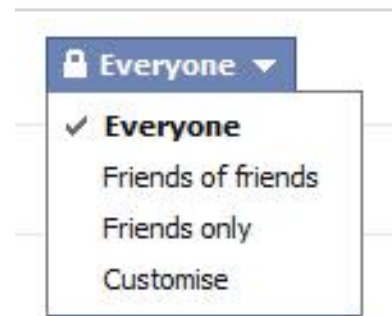 Everyone
Everyone
Friends of friends
Friends only
Customise